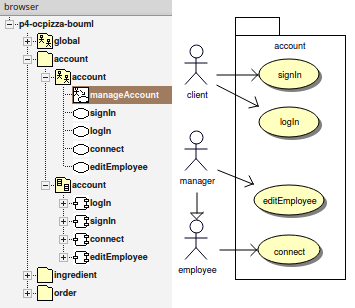 browser
p4-ocpizza-bouml
global
account
account
manageAccount
signIn
logIn
connect
editEmployee
account
logIn
signIn
connect
editEmployee
ingredient
order
account
signIn
client
logIn
manager
editEmployee
connect
employee